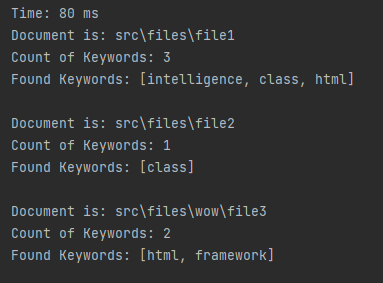 Time: 80 ms
Document is: src\files\file1
Count of Keywords: 3
Found Keywords: [intelligence, class, html]
Document is: src\files\file2
Count of Keywords: 1
Found Keywords: [class]
Document is: src\files\wow\file3
Count of Keywords: 2
Found Keywords: [html, framework]